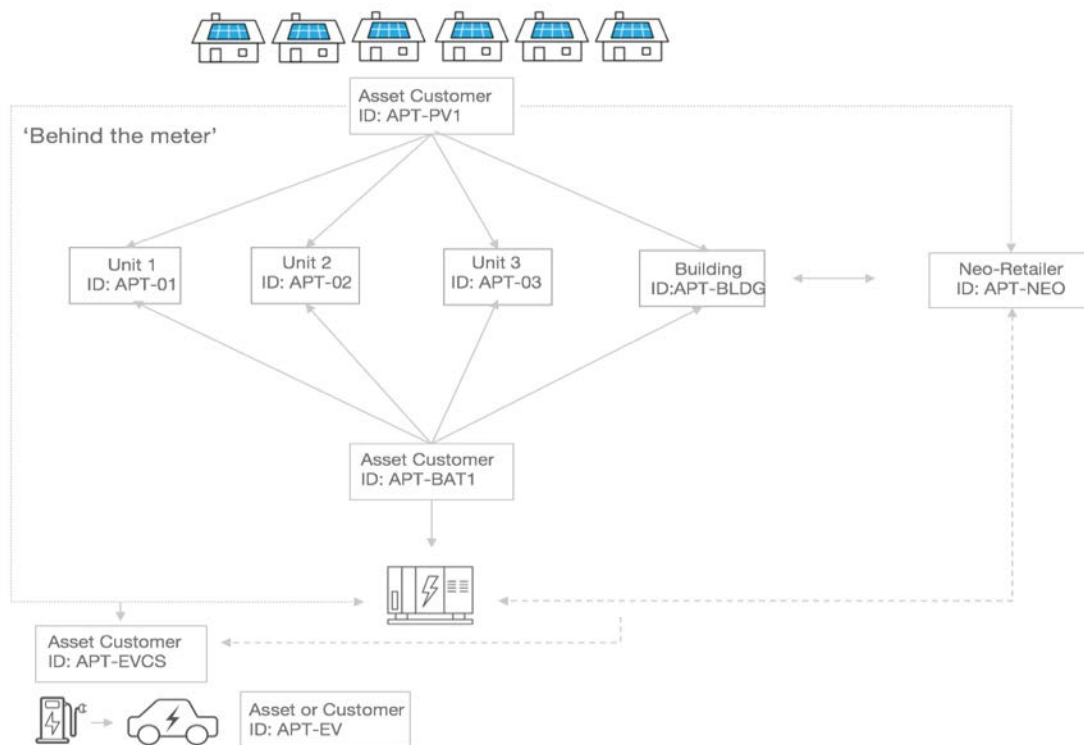 Asset Customer
ID: APT-PV1
‘Behind the meter’
Unit 1
ID: APT-01
Unit 2
ID: APT-02
Unit 3
ID: APT-03
Building
ID:APT-BLDG
Neo-Retailer
ID: APT-NEO
Asset Customer
ID: APT-BAT1
Asset Customer
ID: APT-EVCS
Asset or Customer
ID: APT-EV